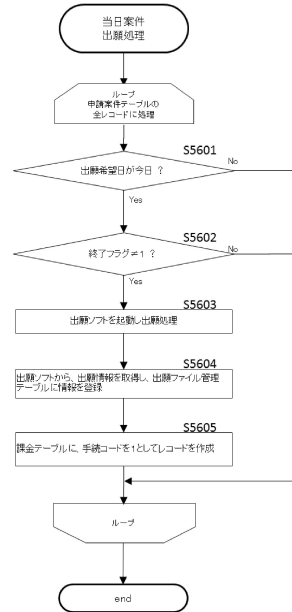 当日案件
出願処理
ループ
申請案件テーブルの
全レコードに処理
S5601
出願希望日が今日 ?
No
Yes
S5602
終了フラグ≠1 ?
No
Yes
S5603
出願ソフトを起動し出願処理
S5604
出願ソフトから、出願情報を取得し、出願ファイル管理
テーブルに情報を登録
S5605
課金テーブルに、手続コードを1としてレコードを作成
ループ
end